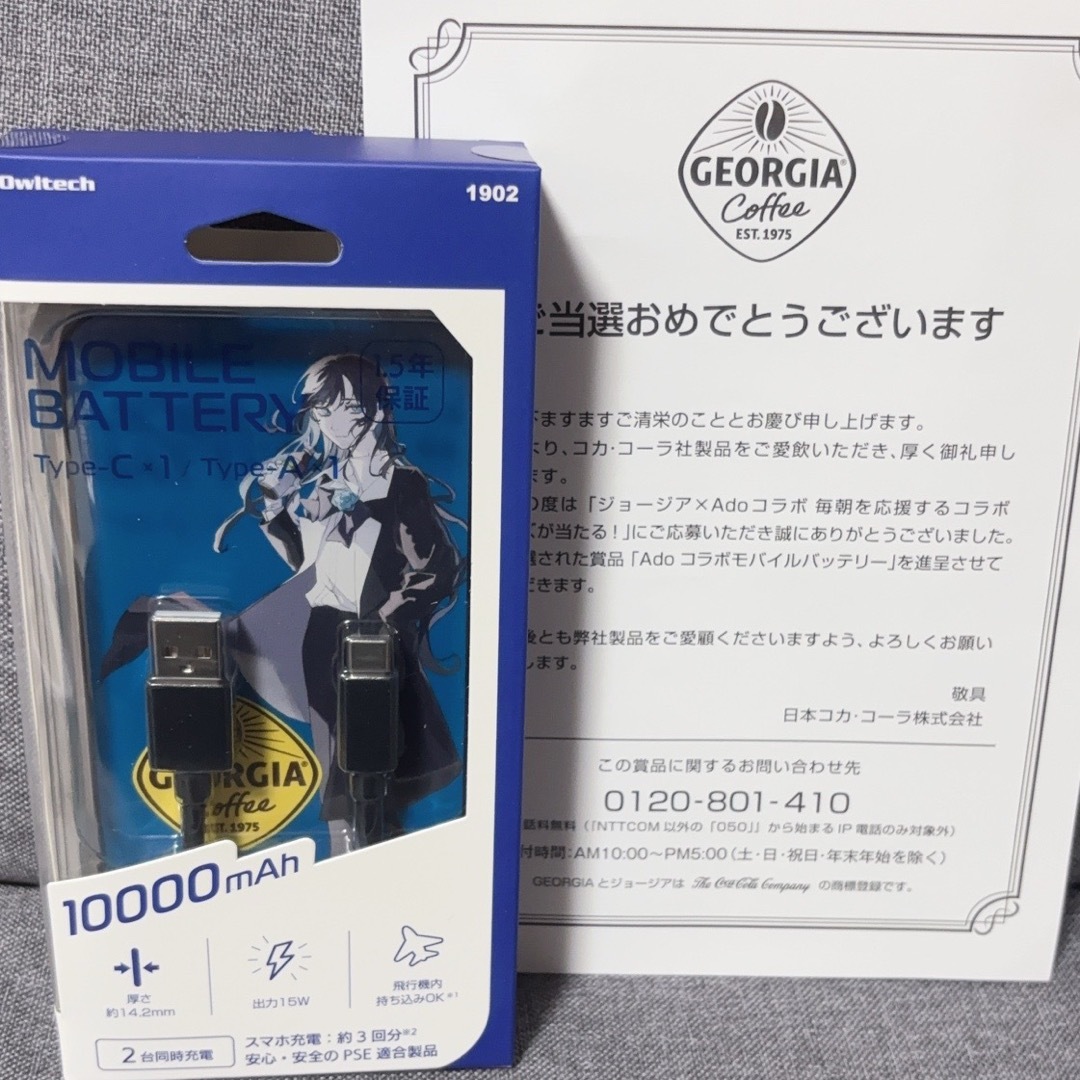 Owltech
1902
MOBILE
BATTERY
1.5年
保証
Type-C×1 / Type-A×1
GEORGIA
Coffee
EST. 1975
10000mAh
厚さ
約14.2mm
出力15W
飛行機内
持ち込みOK※1
2台同時充電
スマホ充電：約3回分※2
安心・安全のPSE適合製品
GEORGIA®
Coffee
EST. 1975
ご当選おめでとうございます
下ますますご清栄のこととお慶び申し上げます。
より、コカ・コーラ社製品をご愛飲いただき、厚く御礼申し
ます。
の度は「ジョージア×Adoコラボ 毎朝を応援するコラボ
ズが当たる！」にご応募いただき誠にありがとうございました。
選された賞品「Ado コラボモバイルバッテリー」を進呈させて
だきます。
後とも弊社製品をご愛顧くださいますよう、よろしくお願い
します。
敬具
日本コカ・コーラ株式会社
この賞品に関するお問い合わせ先
0120-801-410
話料無料（「NTTCOM以外の「050」」から始まるIP電話のみ対象外）
付時間：AM10:00～PM5:00（土・日・祝日・年末年始を除く）
GEORGIAとジョージアは The Coca-Cola Company の商標登録です。